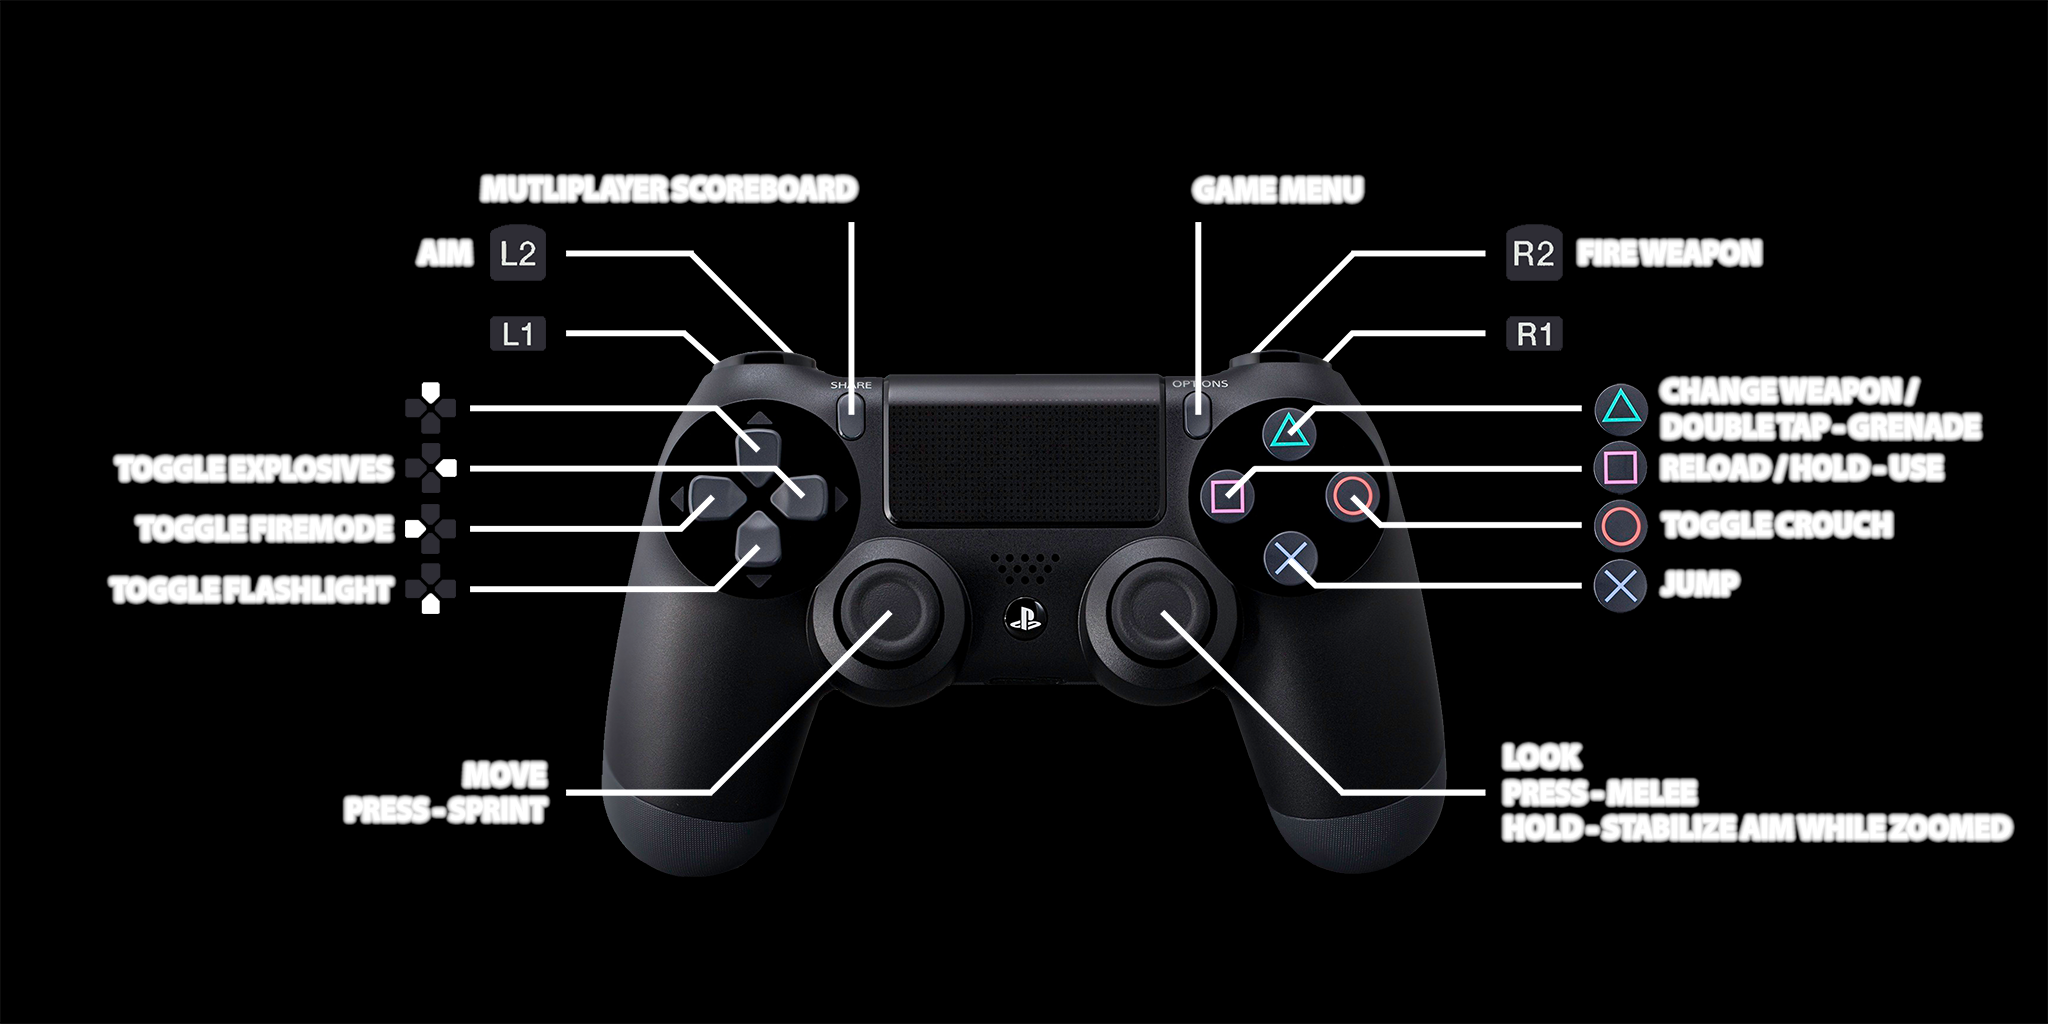 MUTLIPLAYER SCOREBOARD
GAME MENU
AIM L2
R2 FIRE WEAPON
L1
R1
SHARE
OPTIONS
CHANGE WEAPON /
DOUBLE TAP - GRENADE
TOGGLE EXPLOSIVES
RELOAD / HOLD - USE
TOGGLE FIREMODE
TOGGLE CROUCH
TOGGLE FLASHLIGHT
JUMP
MOVE
PRESS - SPRINT
LOOK
PRESS - MELEE
HOLD - STABILIZE AIM WHILE ZOOMED